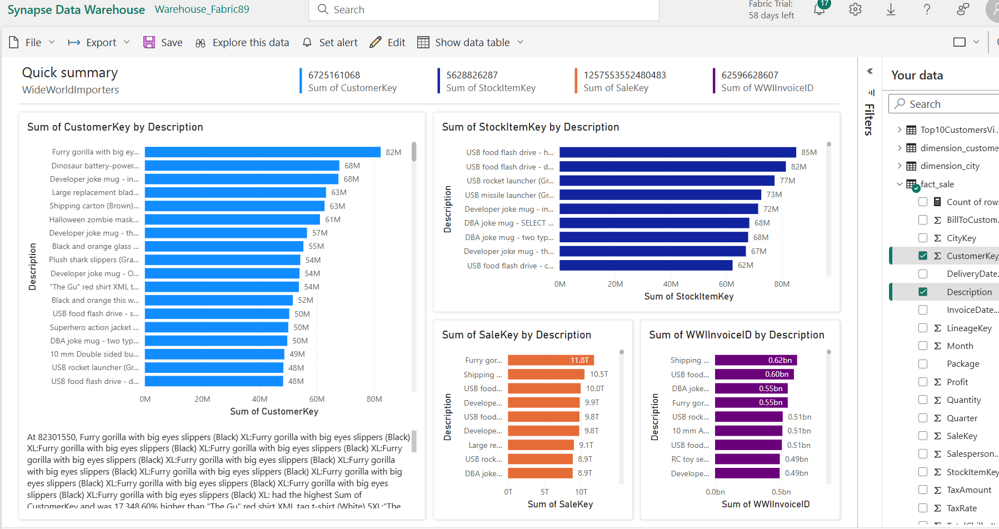 Synapse Data Warehouse Warehouse_Fabric89
Search
Fabric Trial:
58 days left
17
File Export Save Explore this data Set alert Edit Show data table
Quick summary
WideWorldImporters
6725161068
Sum of CustomerKey
5628826287
Sum of StockItemKey
1257553552480483
Sum of SaleKey
62596628607
Sum of WWIInvoiceID
Sum of CustomerKey by Description
Description
Furry gorilla with big ey... 82M
Dinosaur battery-power... 68M
Developer joke mug - in... 68M
Large replacement blad... 63M
Shipping carton (Brown)... 63M
Halloween zombie mask... 61M
Developer joke mug - th... 57M
Black and orange glass ... 55M
Plush shark slippers (Gra... 54M
Developer joke mug - O... 54M
"The Gu" red shirt XML t... 54M
Black and orange this w... 52M
USB food flash drive - s... 50M
Superhero action jacket ... 50M
DBA joke mug - two typ... 50M
10 mm Double sided bu... 49M
USB rocket launcher (Gr... 48M
USB food flash drive - d... 48M
0M 20M 40M 60M 80M
Sum of CustomerKey
At 82301550, Furry gorilla with big eyes slippers (Black) XL:Furry gorilla with big eyes slippers (Black)
XL:Furry gorilla with big eyes slippers (Black) XL:Furry gorilla with big eyes slippers (Black) XL:Furry
gorilla with big eyes slippers (Black) XL:Furry gorilla with big eyes slippers (Black) XL:Furry gorilla
with big eyes slippers (Black) XL:Furry gorilla with big eyes slippers (Black) XL:Furry gorilla with big
eyes slippers (Black) XL:Furry gorilla with big eyes slippers (Black) XL:Furry gorilla with big eyes
slippers (Black) XL:Furry gorilla with big eyes slippers (Black) XL: had the highest Sum of
CustomerKey and was 17,348.60% higher than "The Gu" red shirt XML tag t-shirt (White) 5XL:"The
Sum of StockItemKey by Description
Description
USB food flash drive - h... 85M
USB food flash drive - d... 82M
USB rocket launcher (Gr... 77M
USB missile launcher (Gr... 73M
Developer joke mug - in... 72M
DBA joke mug - SELECT ... 68M
DBA joke mug - two typ... 68M
Developer joke mug - th... 67M
USB food flash drive - c... 62M
0M 20M 40M 60M 80M
Sum of StockItemKey
Sum of SaleKey by Description
Description
Furry gor... 11.8T
Shipping ... 10.5T
USB food... 10.0T
Develope... 9.9T
USB food... 9.8T
Develope... 9.8T
Large re... 9.1T
USB rock... 8.9T
DBA joke... 8.9T
0T 5T 10T
Sum of SaleKey
Sum of WWIInvoiceID by Description
Description
Shipping ... 0.62bn
USB food... 0.60bn
DBA joke... 0.55bn
Furry gor... 0.55bn
USB rock... 0.51bn
10 mm A... 0.51bn
USB food... 0.51bn
RC toy se... 0.49bn
Develope... 0.49bn
0.0bn 0.5bn
Sum of WWIInvoiceID
Filters
Your data
Search
Top10CustomersVi...
dimension_custome
dimension_city
fact_sale
Count of rows
BillToCustom...
CityKey
CustomerKey
DeliveryDate...
Description
InvoiceDate...
LineageKey
Month
Package
Profit
Quantity
Quarter
SaleKey
Salesperson...
StockItemKey
TaxAmount
TaxRate